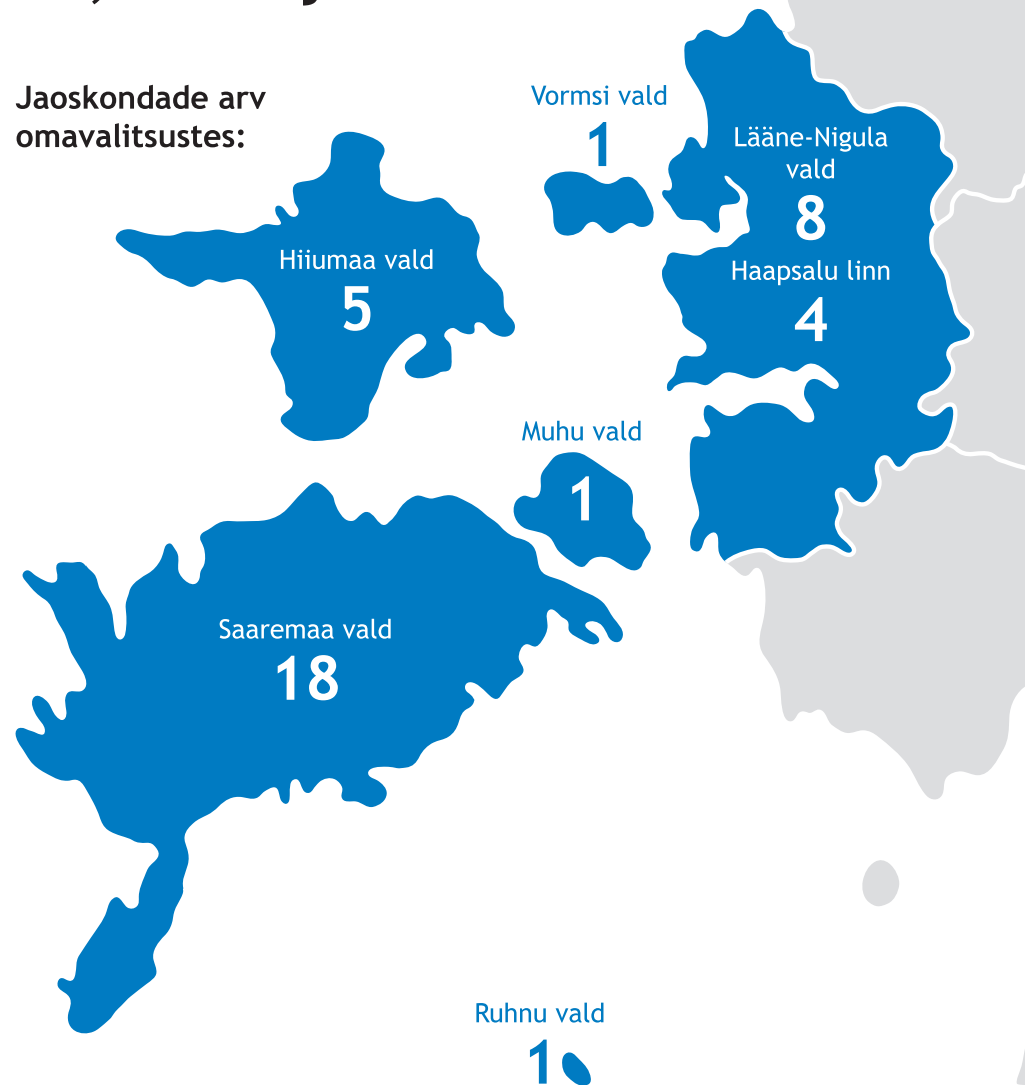 Jaoskondade arv
omavalitsustes:
Vormsi vald
1
Lääne-Nigula
vald
8
Haapsalu linn
4
Hiiumaa vald
5
Muhu vald
1
Saaremaa vald
18
Ruhnu vald
1